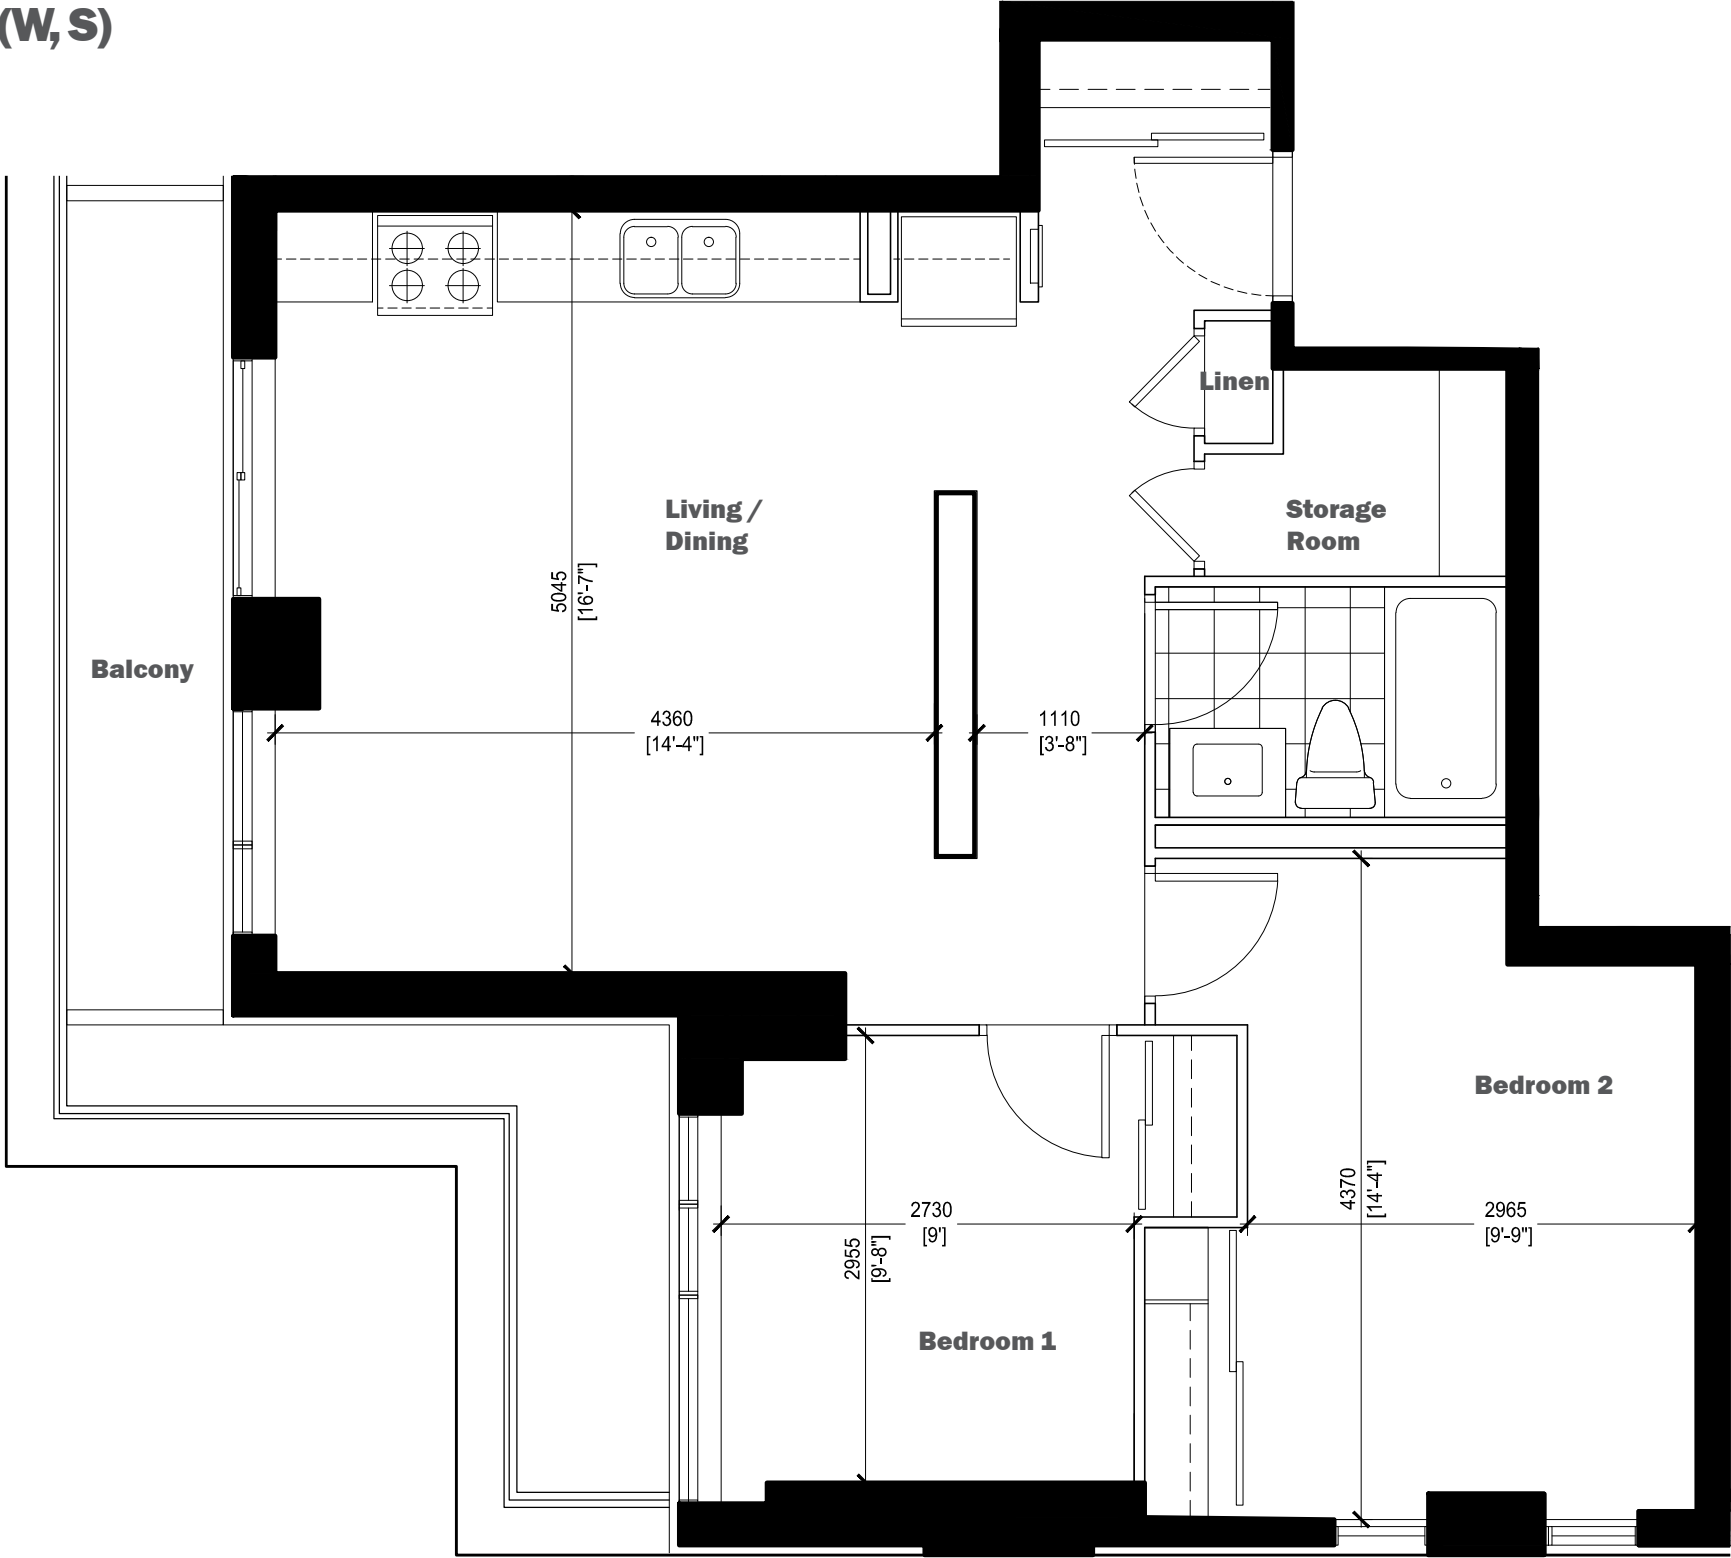 (W, S)
Linen
Living /
Dining
Storage
Room
5045
[16'-7"]
Balcony
4360
[14'-4"]
1110
[3'-8"]
Bedroom 2
4370
[14'-4"]
2730
[9']
2965
[9'-9"]
2955
[9'-8"]
Bedroom 1